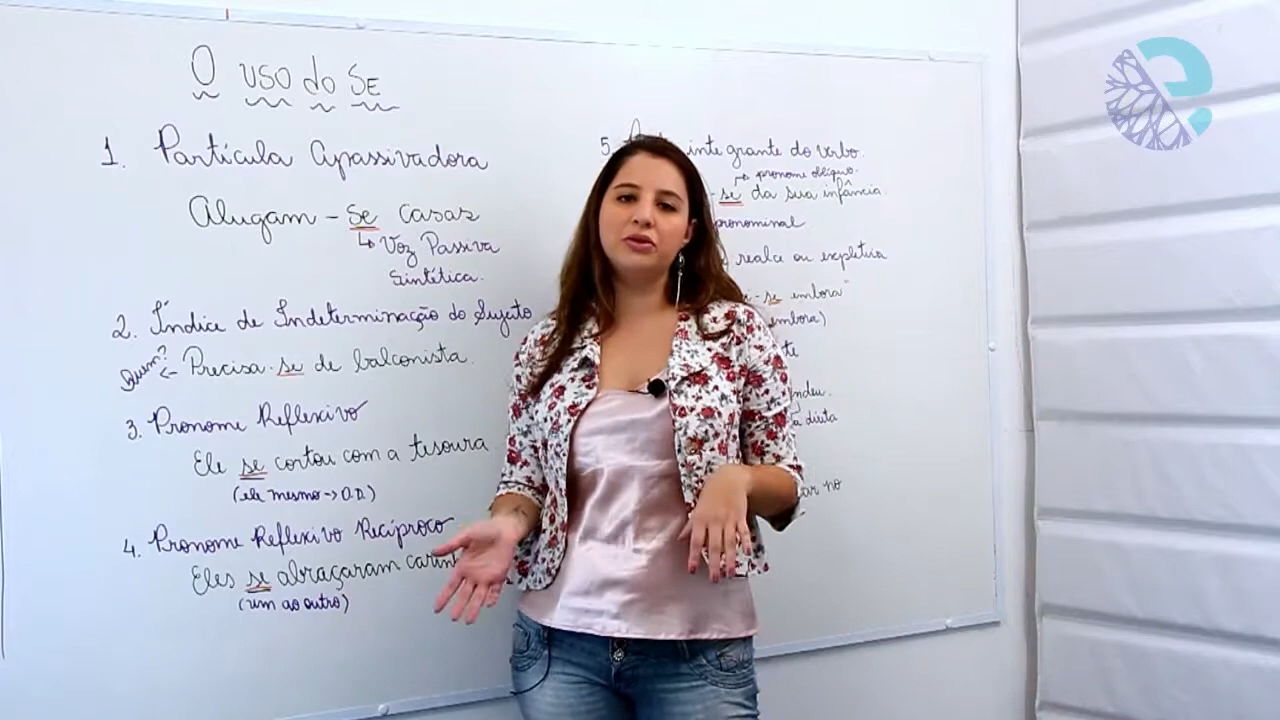 O USO do SE
1. Partícula Apassivadora
Alugam-se casas
↳ Voz Passiva
Sintética.
2. Índice de Indeterminação do Sujeito
Quem? ← Precisa-se de balconista.
3. Pronome Reflexivo
Ele se cortou com a tesoura
(ele mesmo → O.D.)
4. Pronome Reflexivo Recíproco
Eles se abraçaram
(um ao outro)
5. integrante do verbo.
→ pronome oblíquo.
-se da sua infância
pronominal
realce ou expletiva
-se embora"
embora)
direta
no